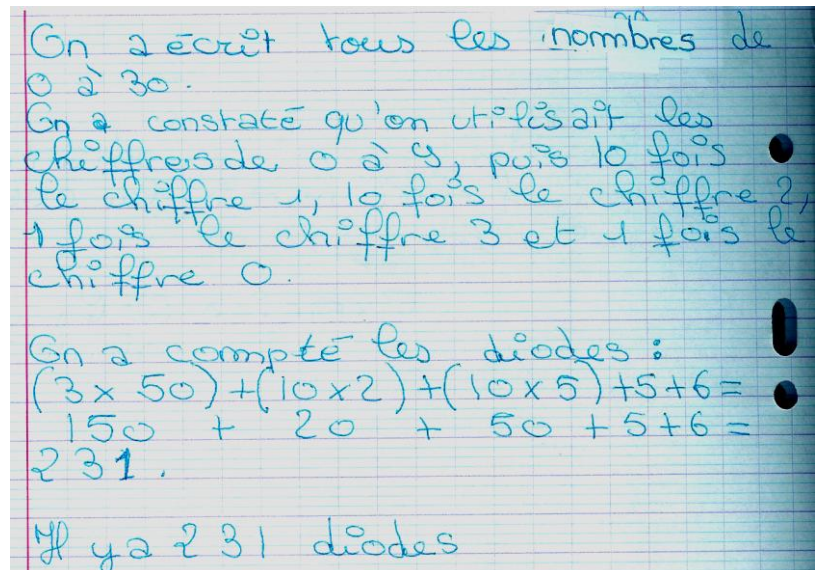 On a écrit tous les nombres de
0 à 30.
On a constaté qu'on utilisait les
chiffres de 0 à 9, puis 10 fois
le chiffre 1, 10 fois le chiffre 2,
1 fois le chiffre 3 et 1 fois le
chiffre 0.
On a compté les diodes :
(3 x 50) + (10 x 2) + (10 x 5) + 5 + 6 =
150 + 20 + 50 + 5 + 6 =
231.
Il y a 231 diodes